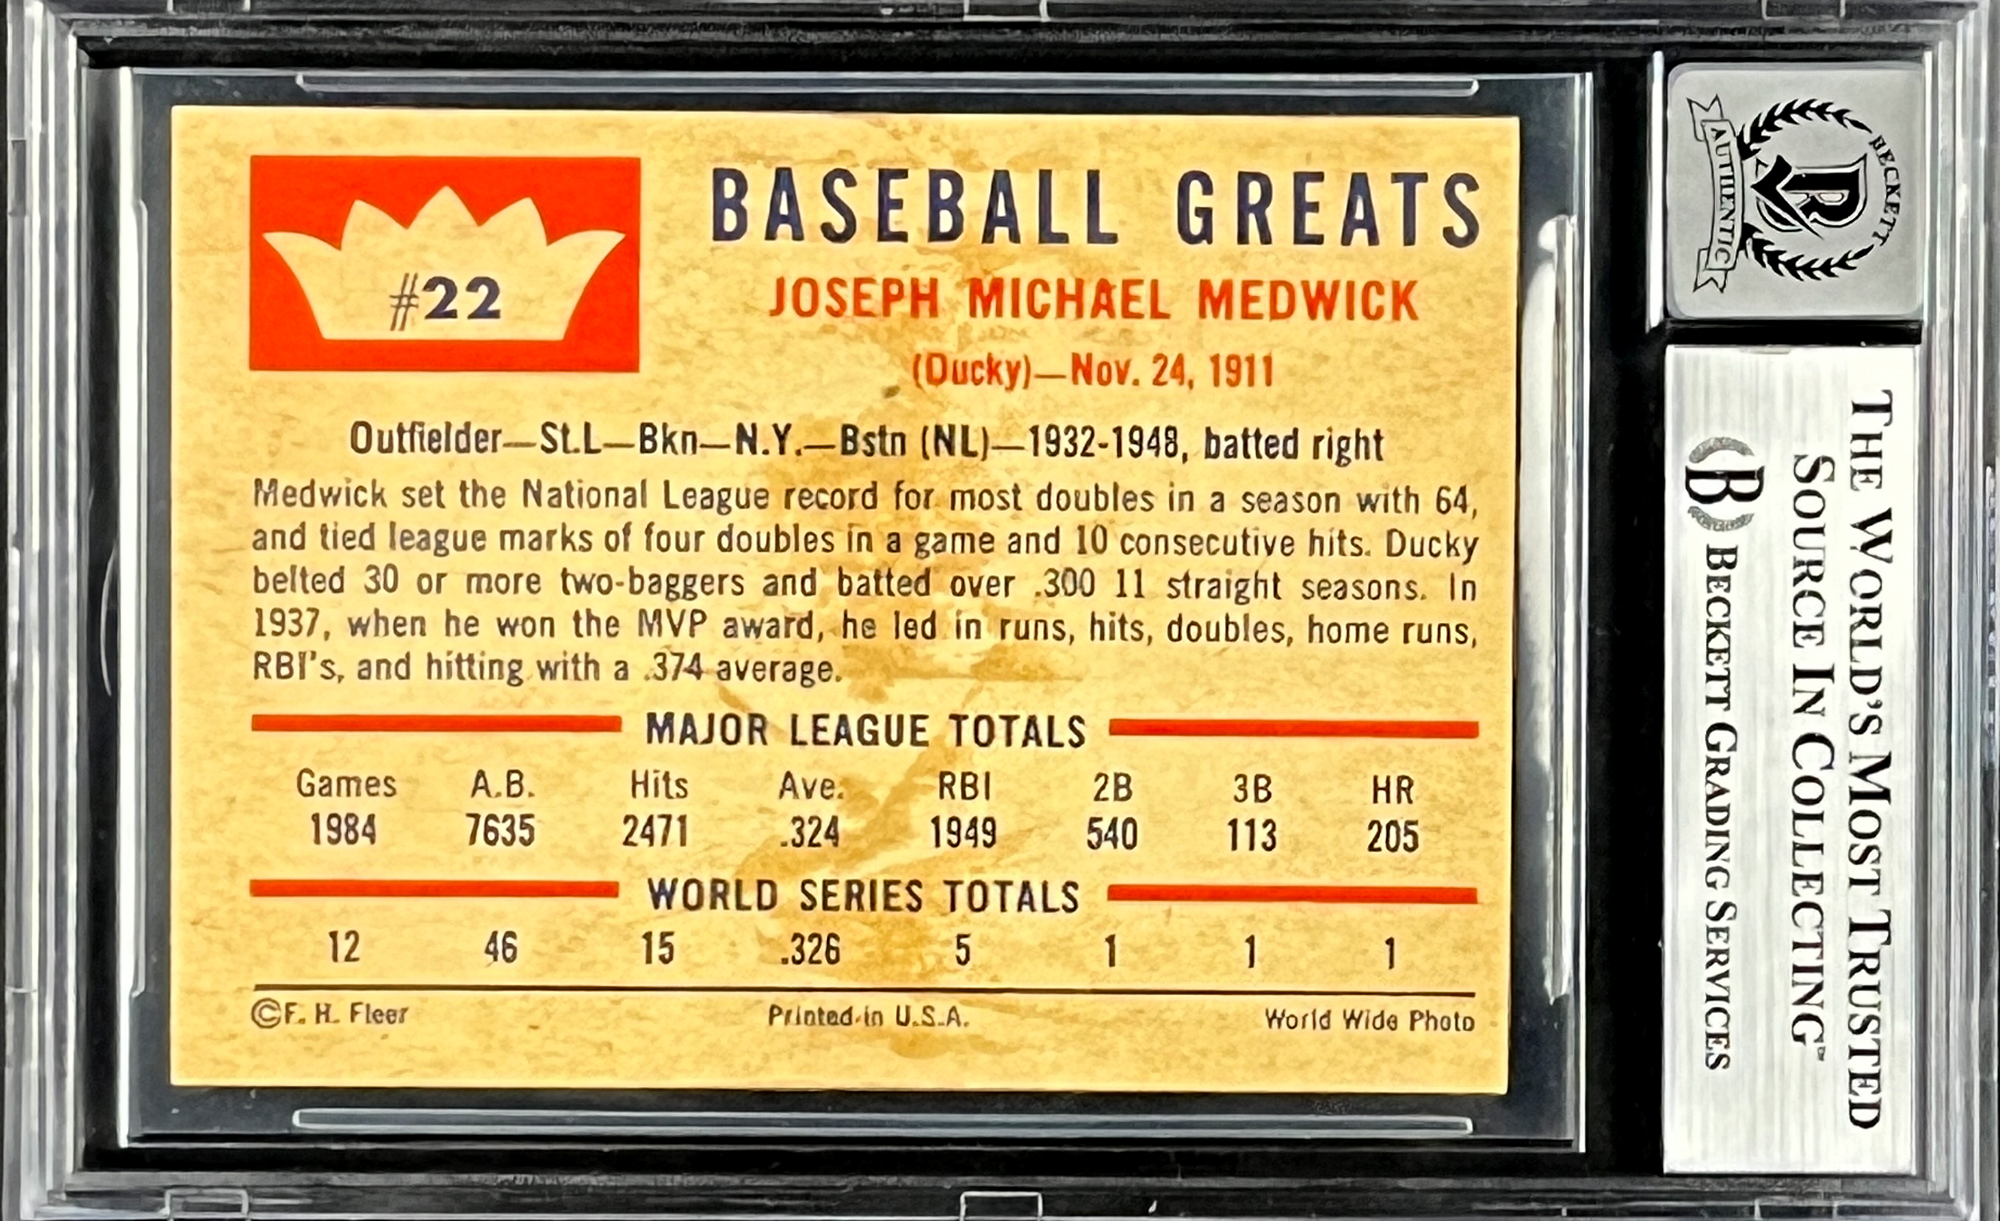 #22
BASEBALL GREATS
JOSEPH MICHAEL MEDWICK
(Ducky)—Nov. 24, 1911
Outfielder—St.L—Bkn—N.Y.—Bstn (NL)—1932-1948, batted right
Medwick set the National League record for most doubles in a season with 64,
and tied league marks of four doubles in a game and 10 consecutive hits. Ducky
belted 30 or more two-baggers and batted over .300 11 straight seasons. In
1937, when he won the MVP award, he led in runs, hits, doubles, home runs,
RBI's, and hitting with a .374 average.
MAJOR LEAGUE TOTALS
Games A.B. Hits Ave. RBI 2B 3B HR
1984 7635 2471 .324 1949 540 113 205
WORLD SERIES TOTALS
12 46 15 .326 5 1 1 1
©F. H. Fleer Printed in U.S.A. World Wide Photo
BECKETT
AUTHENTIC
THE WORLD'S MOST TRUSTED
SOURCE IN COLLECTING™
B BECKETT GRADING SERVICES